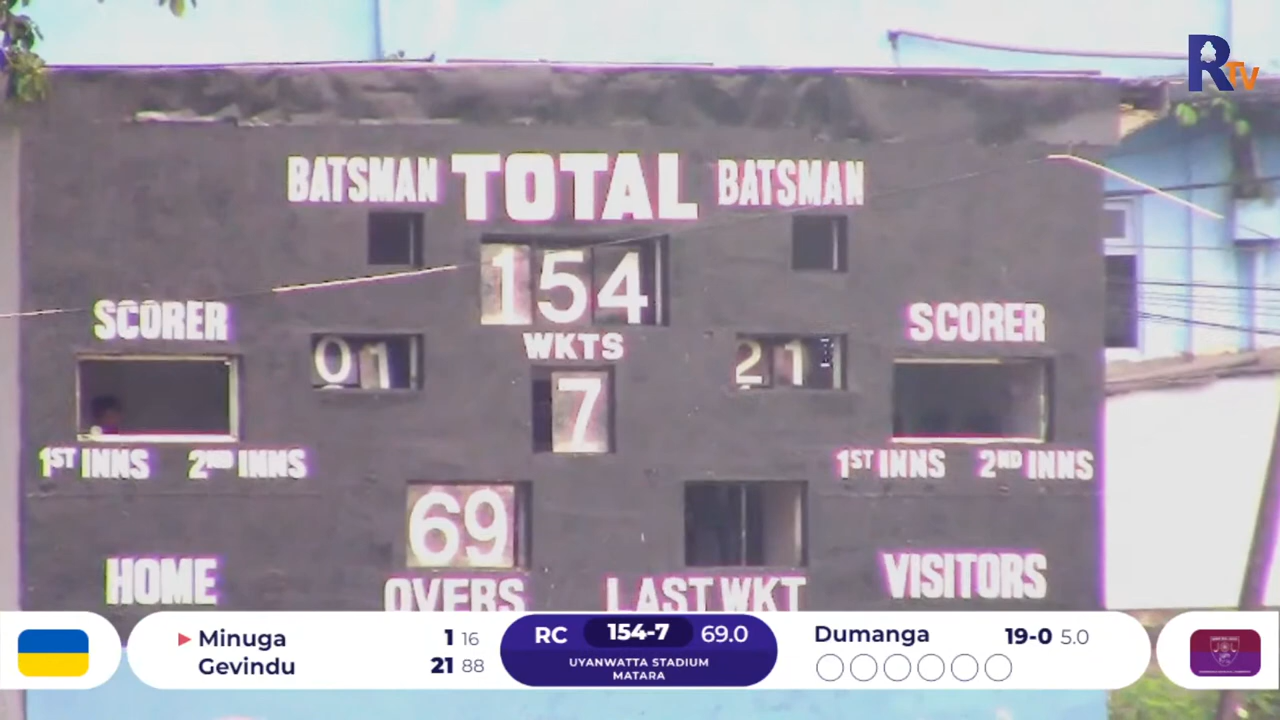 RTV
BATSMAN TOTAL BATSMAN
154
SCORER
SCORER
WKTS
01
21
7
1ST INNS 2ND INNS
1ST INNS 2ND INNS
69
HOME
OVERS
LAST WKT
VISITORS
Minuga 1 16
Gevindu 21 88
RC 154-7 69.0
UYANWATTA STADIUM
MATARA
Dumanga 19-0 5.0